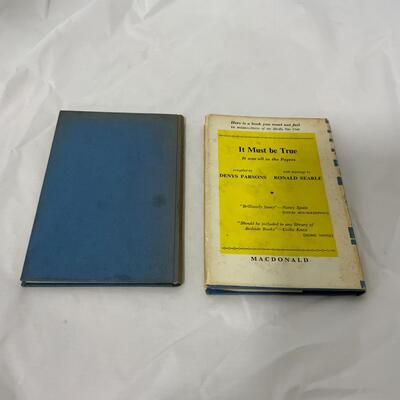 Here is a book you must not fail
It Must be True
It was all in the Papers
compiled by
DENYS PARSONS
with drawings by
RONALD SEARLE
"Brilliantly funny"—Nancy Spain
"Should be included in any library of
Bedside Books"—
MACDONALD